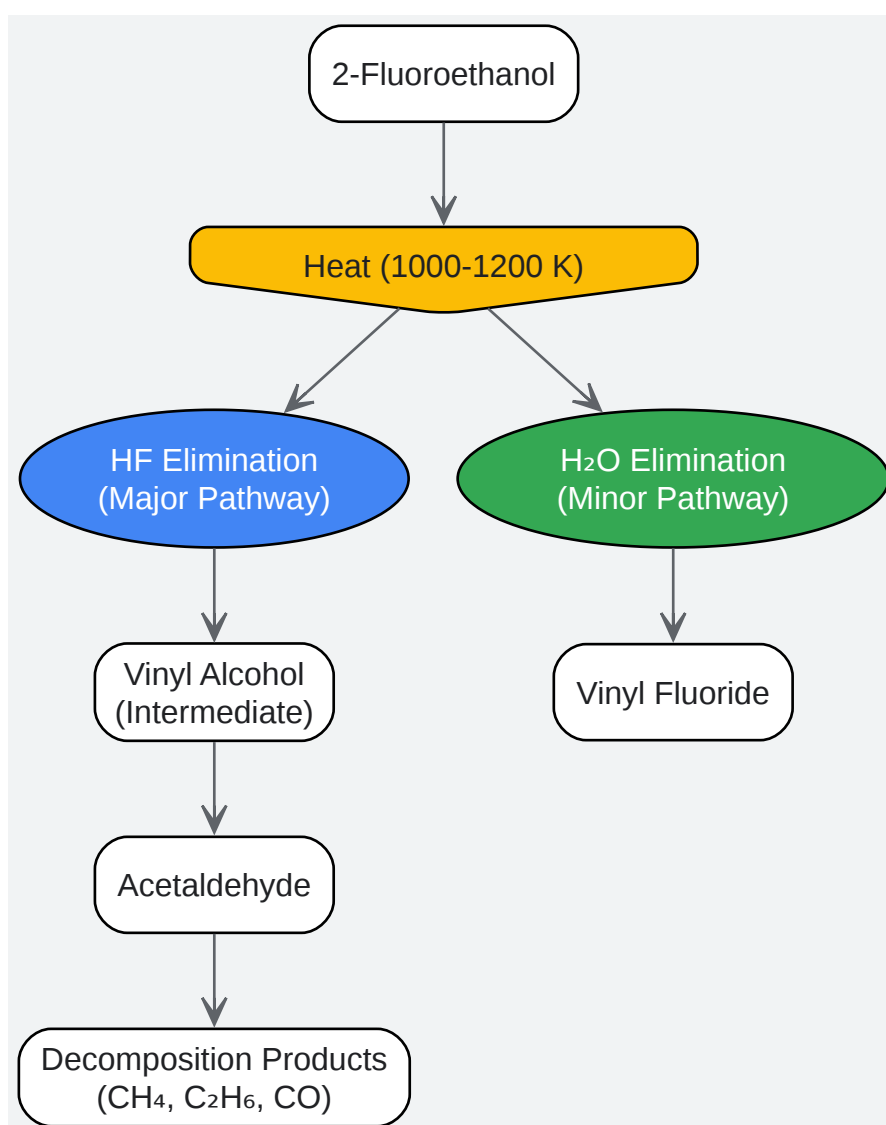 2-Fluoroethanol
Heat (1000-1200 K)
HF Elimination
(Major Pathway)
H₂O Elimination
(Minor Pathway)
Vinyl Alcohol
(Intermediate)
Vinyl Fluoride
Acetaldehyde
Decomposition Products
(CH₄, C₂H₆, CO)